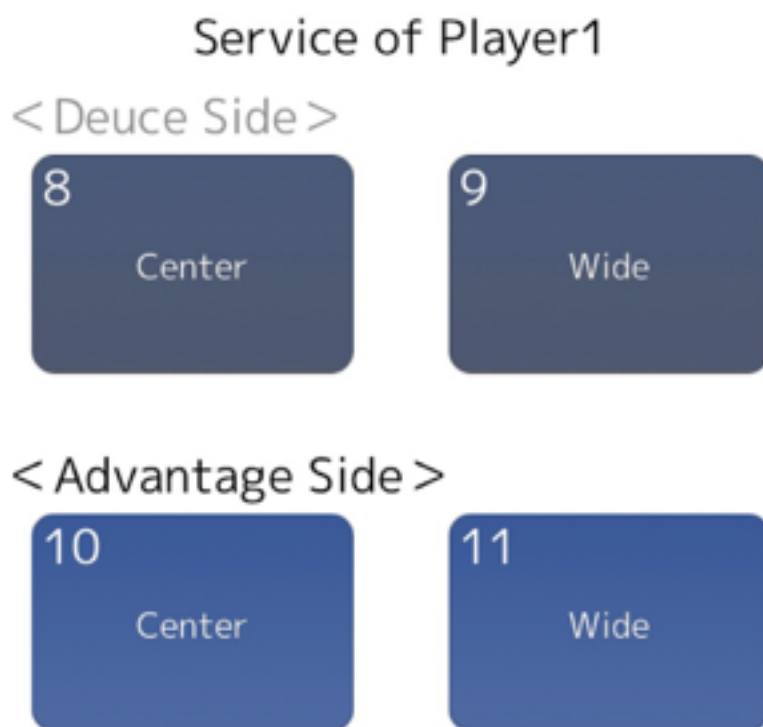 Service of Player1
< Deuce Side >
8
9
Center
Wide
< Advantage Side >
10
11
Center
Wide